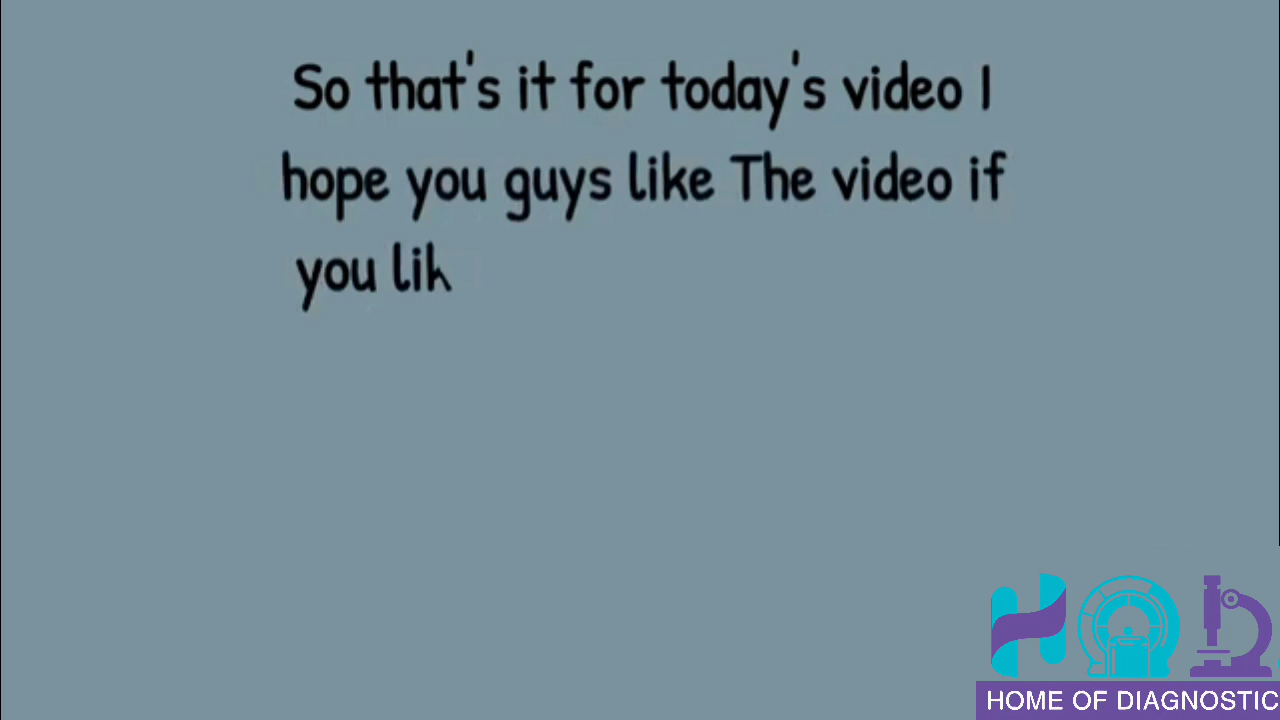 So that's it for today's video I
hope you guys like The video if
you lik
HOME OF DIAGNOSTIC